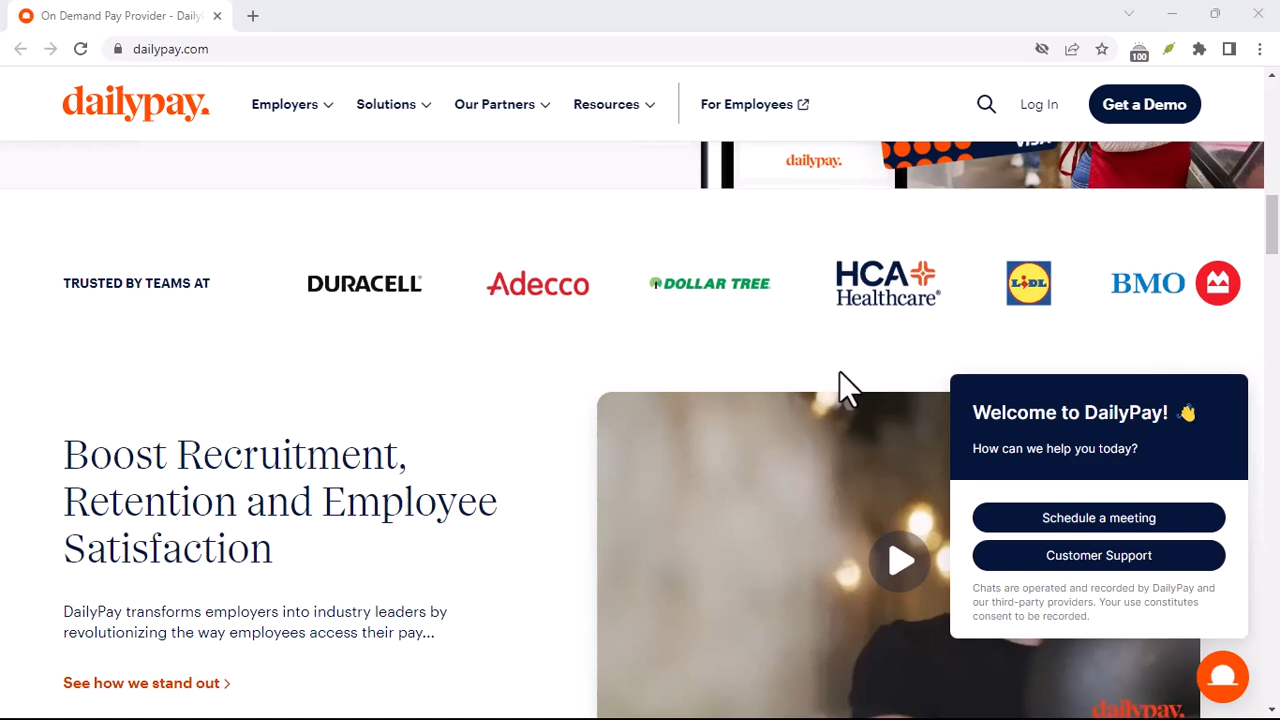 On Demand Pay Provider - Daily
dailypay.com
100
dailypay.
Employers
Solutions
Our Partners
Resources
For Employees
Log In
Get a Demo
dailypay.
VISA
TRUSTED BY TEAMS AT
DURACELL
Adecco
DOLLAR TREE
HCA
Healthcare®
LIDL
BMO
Welcome to DailyPay! 👋
How can we help you today?
Schedule a meeting
Customer Support
Chats are operated and recorded by DailyPay and
our third-party providers. Your use constitutes
consent to be recorded.
Boost Recruitment,
Retention and Employee
Satisfaction
DailyPay transforms employers into industry leaders by
revolutionizing the way employees access their pay...
See how we stand out >
dailypay.